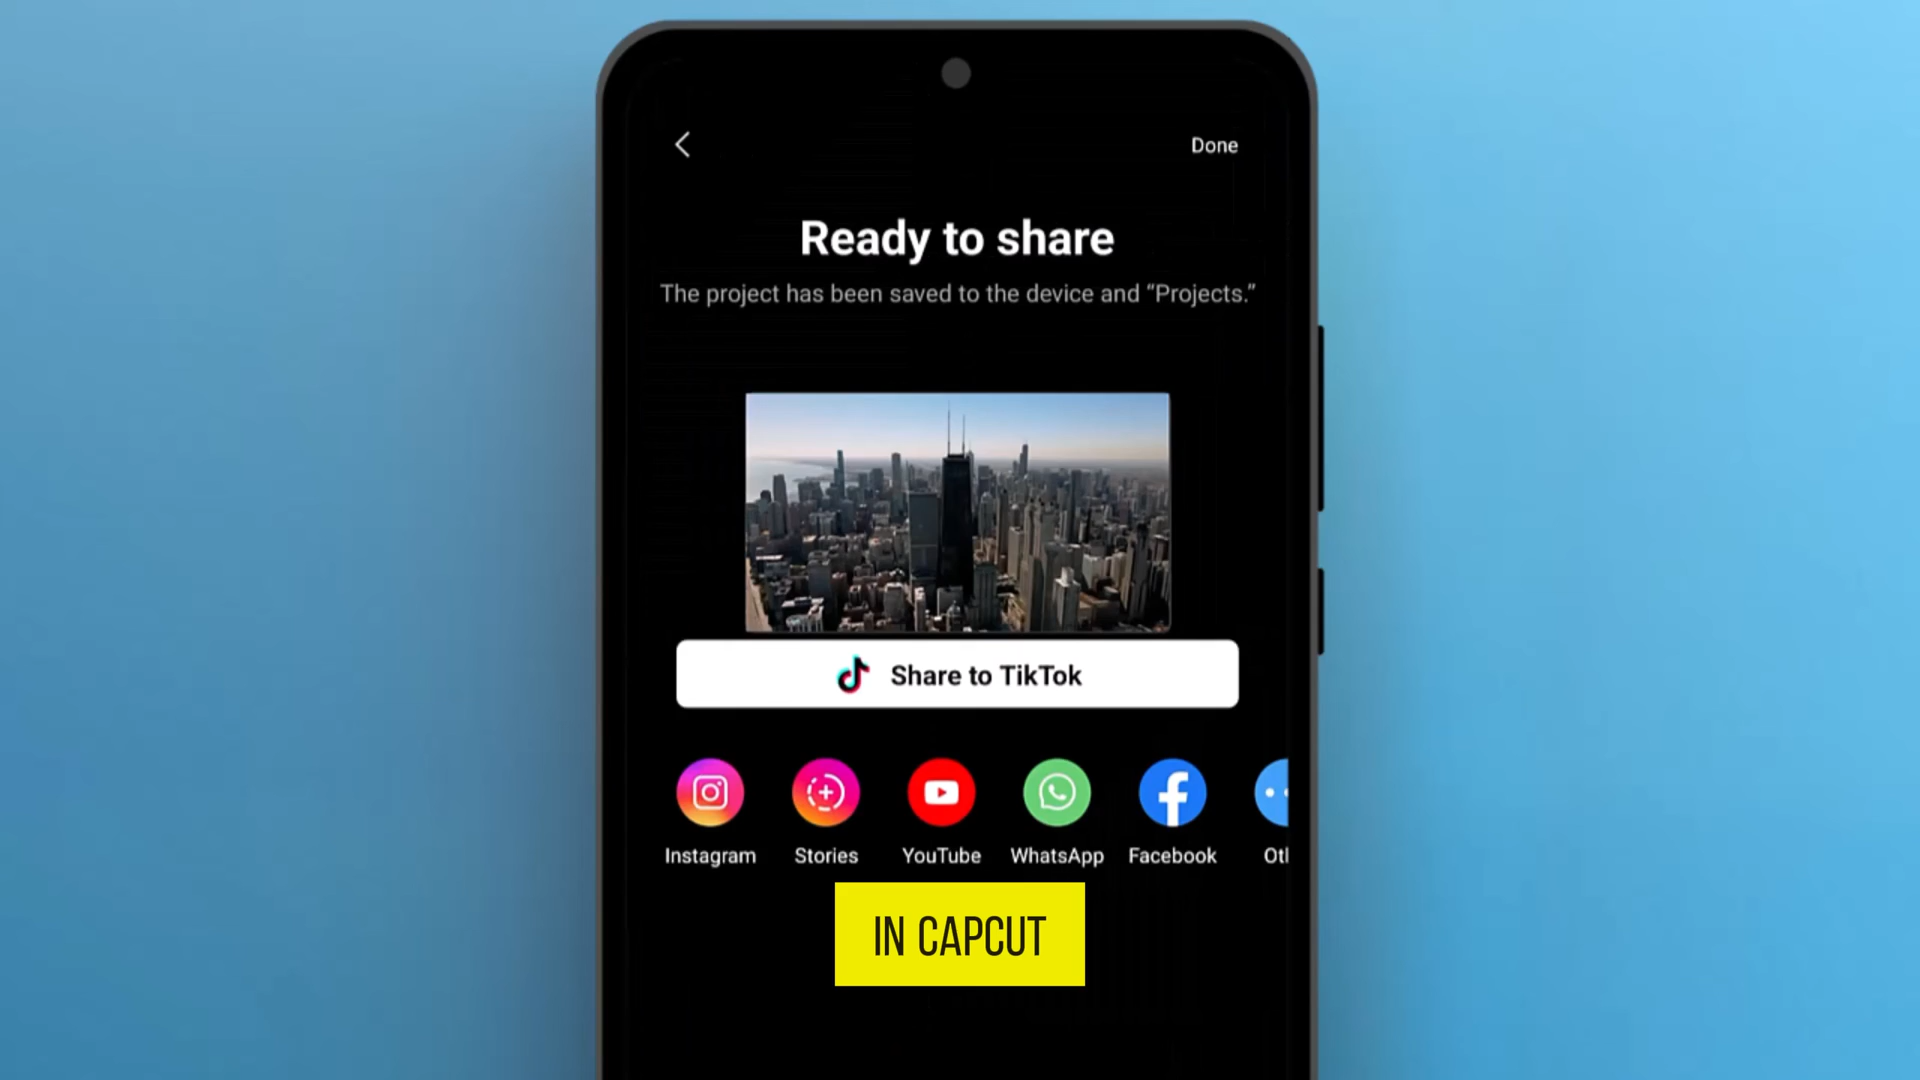 Done
Ready to share
The project has been saved to the device and “Projects.”
Share to TikTok
Instagram
Stories
YouTube
WhatsApp
Facebook
IN CAPCUT